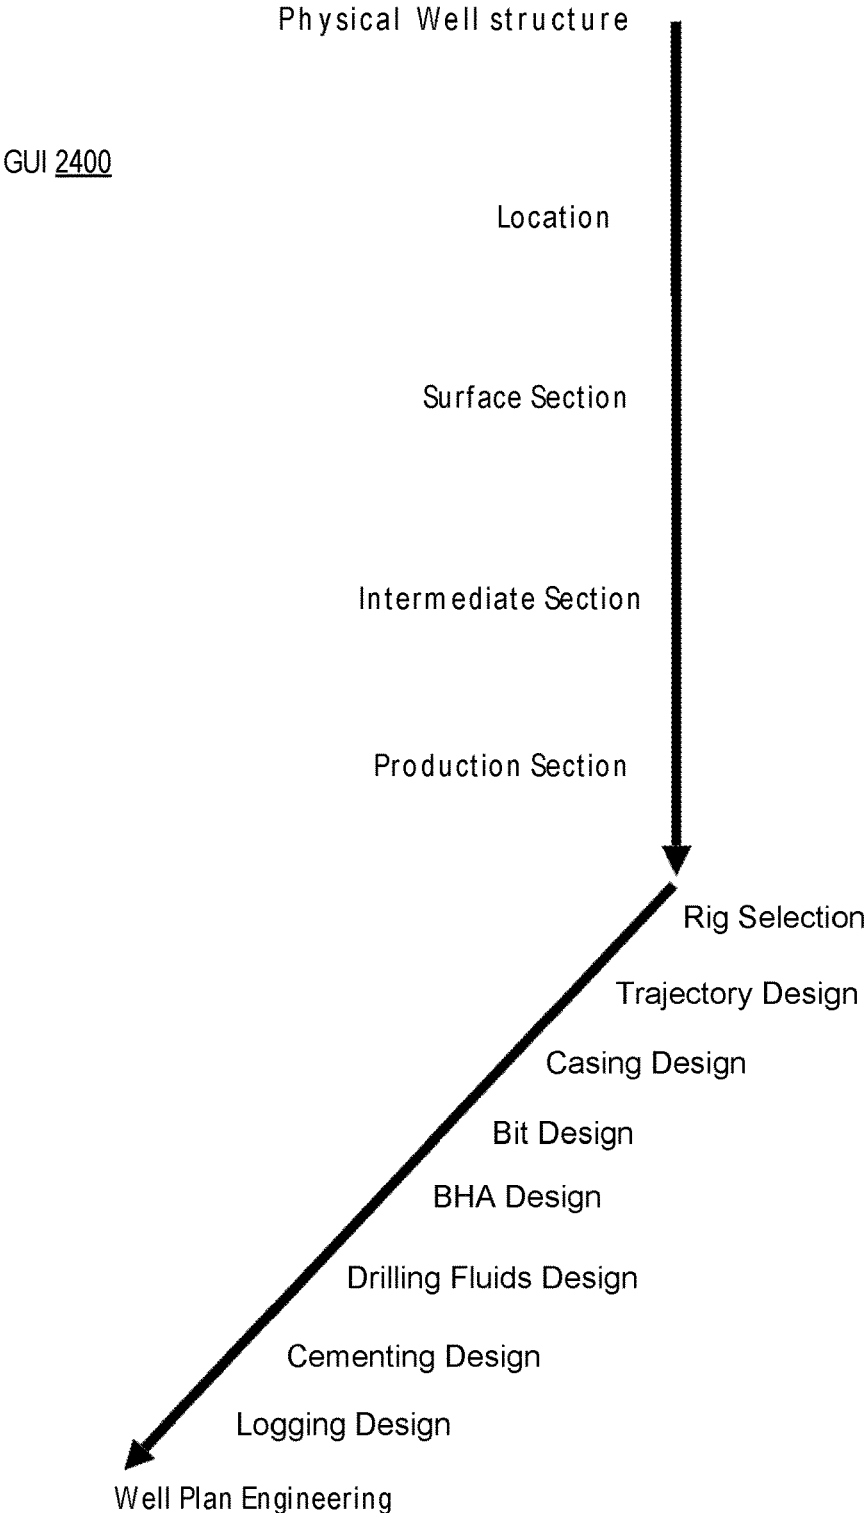 Physical Well structure
GUI 2400
Location
Surface Section
Intermediate Section
Production Section
Rig Selection
Trajectory Design
Casing Design
Bit Design
BHA Design
Drilling Fluids Design
Cementing Design
Logging Design
Well Plan Engineering